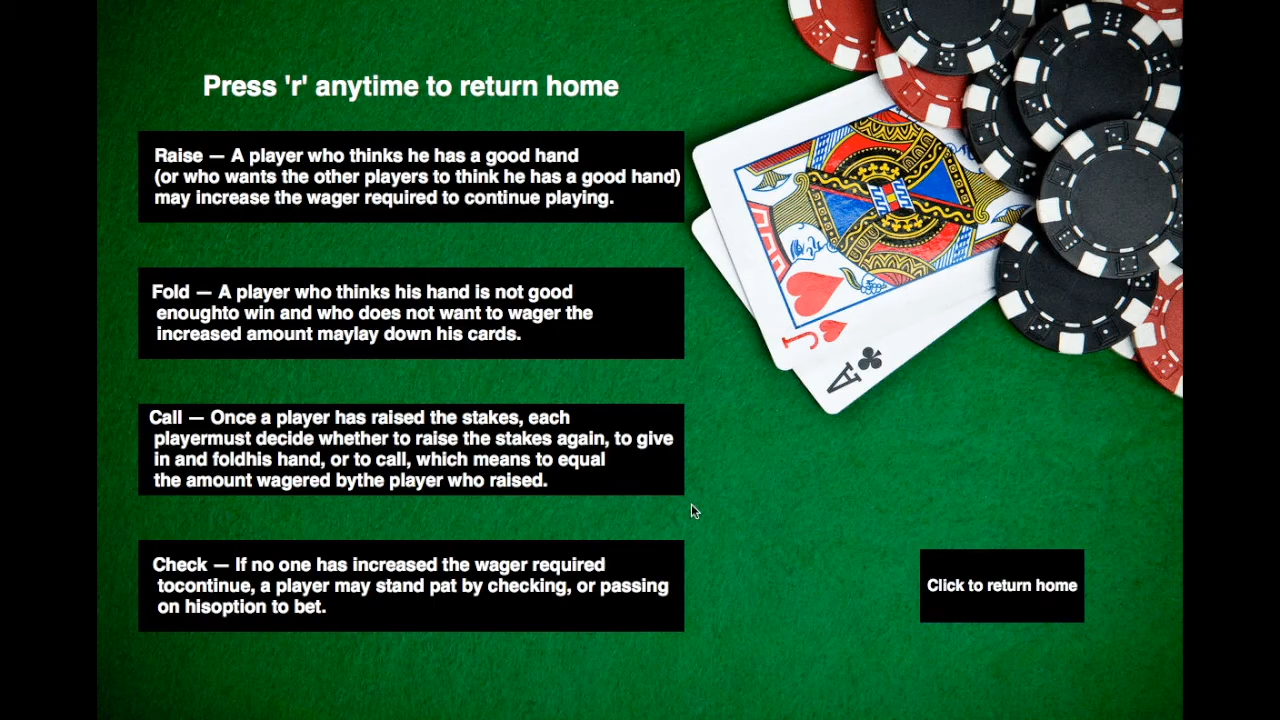 Press 'r' anytime to return home
Raise — A player who thinks he has a good hand
(or who wants the other players to think he has a good hand)
may increase the wager required to continue playing.
Fold — A player who thinks his hand is not good
enoughto win and who does not want to wager the
increased amount maylay down his cards.
Call — Once a player has raised the stakes, each
playermust decide whether to raise the stakes again, to give
in and foldhis hand, or to call, which means to equal
the amount wagered bythe player who raised.
Check — If no one has increased the wager required
tocontinue, a player may stand pat by checking, or passing
on hisoption to bet.
Click to return home
J
A